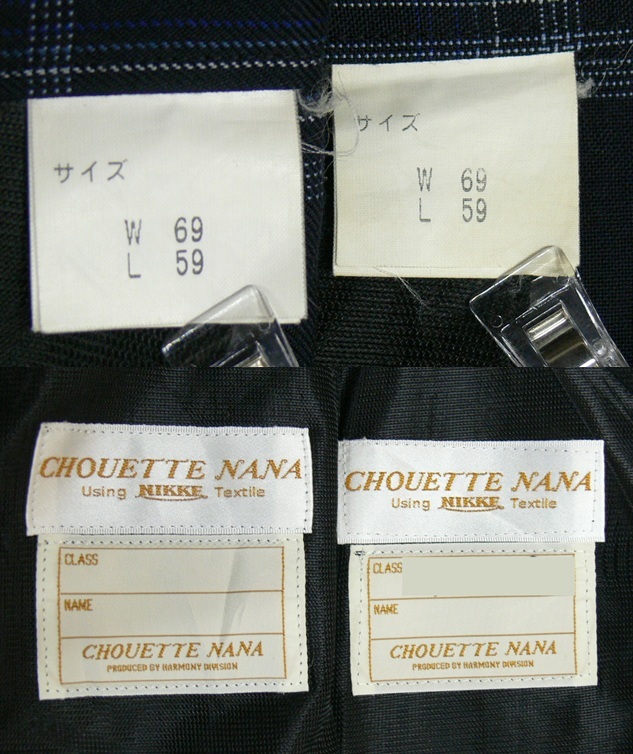 サイズ
W 69
L 59
サイズ
W 69
L 59
CHOUETTE NANA
Using NIKKE Textile
CLASS
NAME
CHOUETTE NANA
PRODUCED BY HARMONY DIVISION
CHOUETTE NANA
Using NIKKE Textile
CLASS
NAME
CHOUETTE NANA
PRODUCED BY HARMONY DIVISION